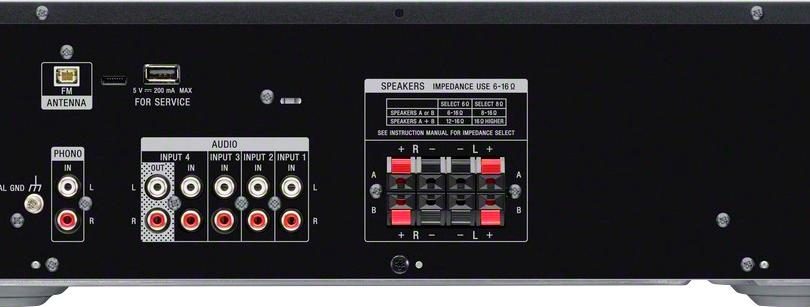 FM
ANTENNA
5 V ⎓ 200 mA MAX
FOR SERVICE
SPEAKERS IMPEDANCE USE 6-16 Ω
SELECT 6Ω SELECT 8Ω
SPEAKERS A or B 6-16Ω 8-16Ω
SPEAKERS A + B 12-16Ω 16Ω HIGHER
SEE INSTRUCTION MANUAL FOR IMPEDANCE SELECT
+ R − − L +
A A
B B
+ R − − L +
PHONO
IN
L
R
AL GND
AUDIO
INPUT 4 INPUT 3 INPUT 2 INPUT 1
OUT IN IN IN IN
L L
R R